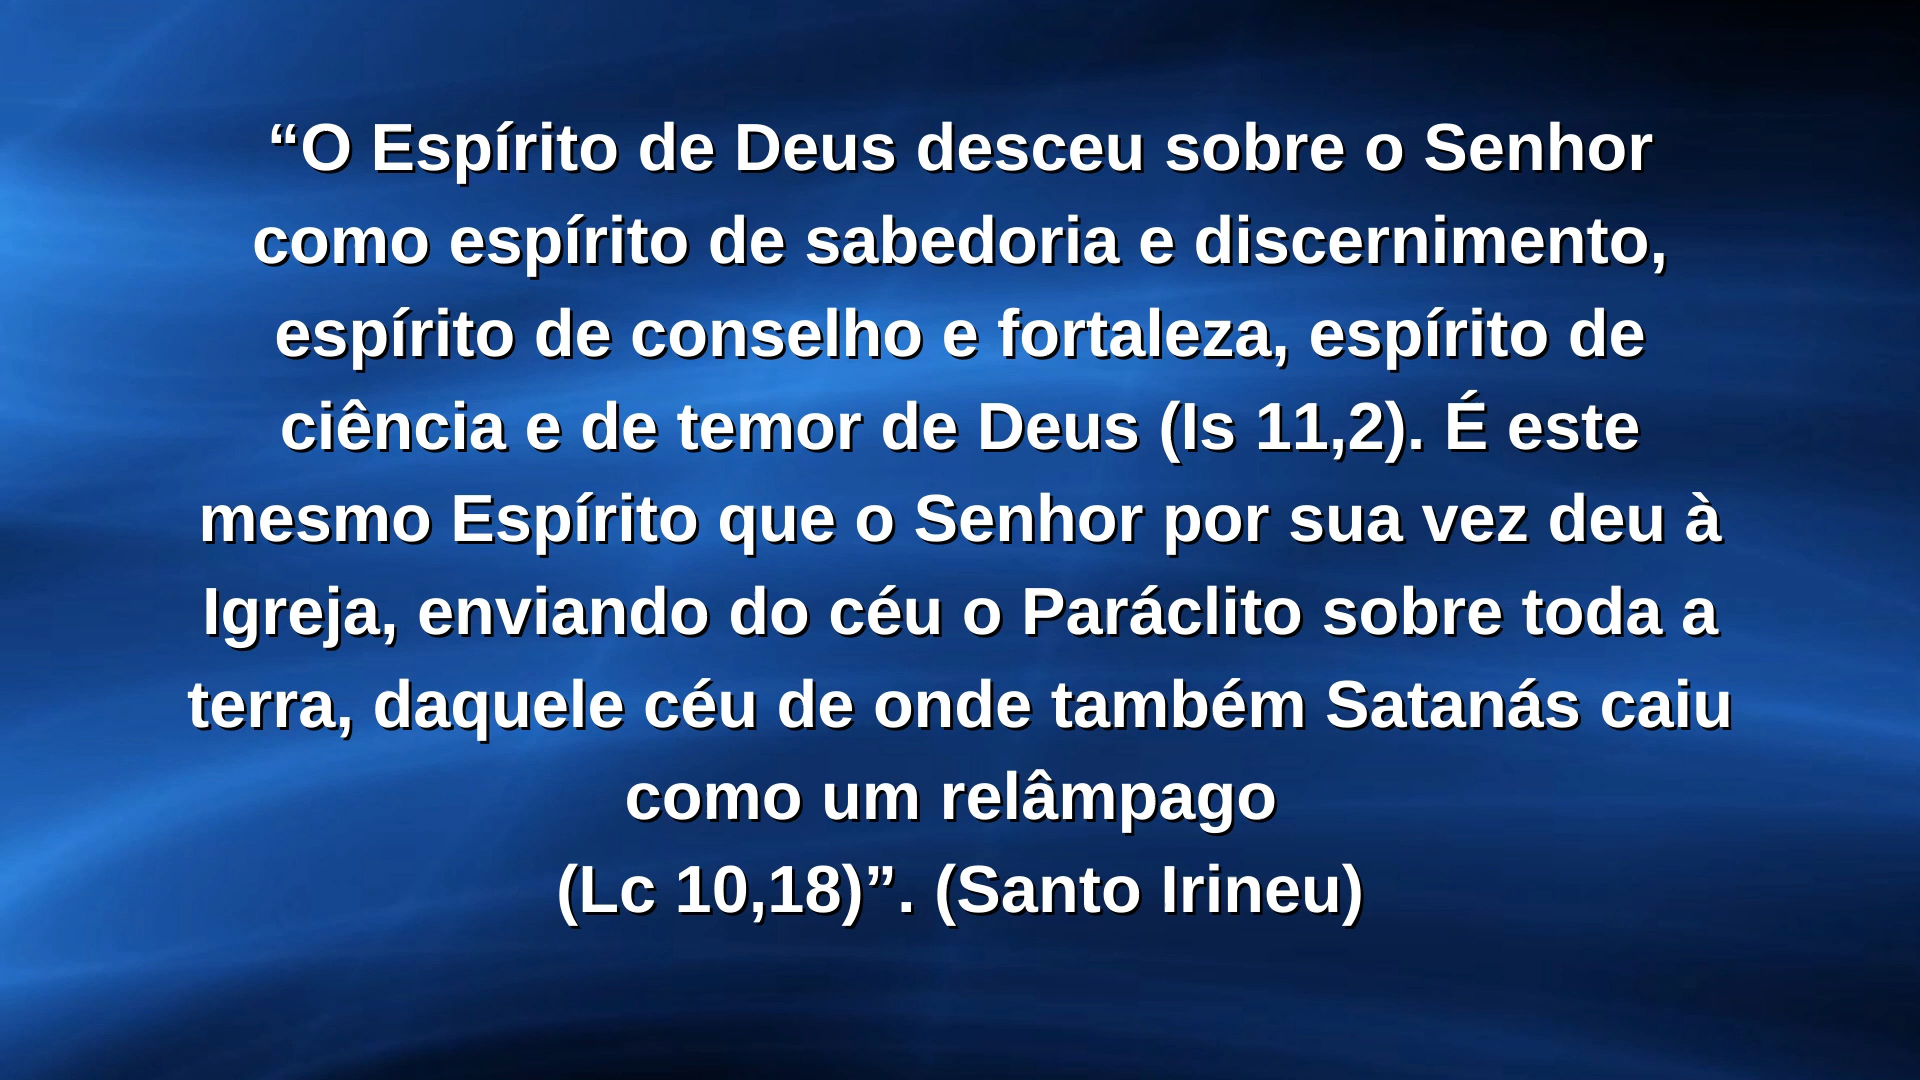 “O Espírito de Deus desceu sobre o Senhor
como espírito de sabedoria e discernimento,
espírito de conselho e fortaleza, espírito de
ciência e de temor de Deus (Is 11,2). É este
mesmo Espírito que o Senhor por sua vez deu à
Igreja, enviando do céu o Paráclito sobre toda a
terra, daquele céu de onde também Satanás caiu
como um relâmpago
(Lc 10,18)”. (Santo Irineu)